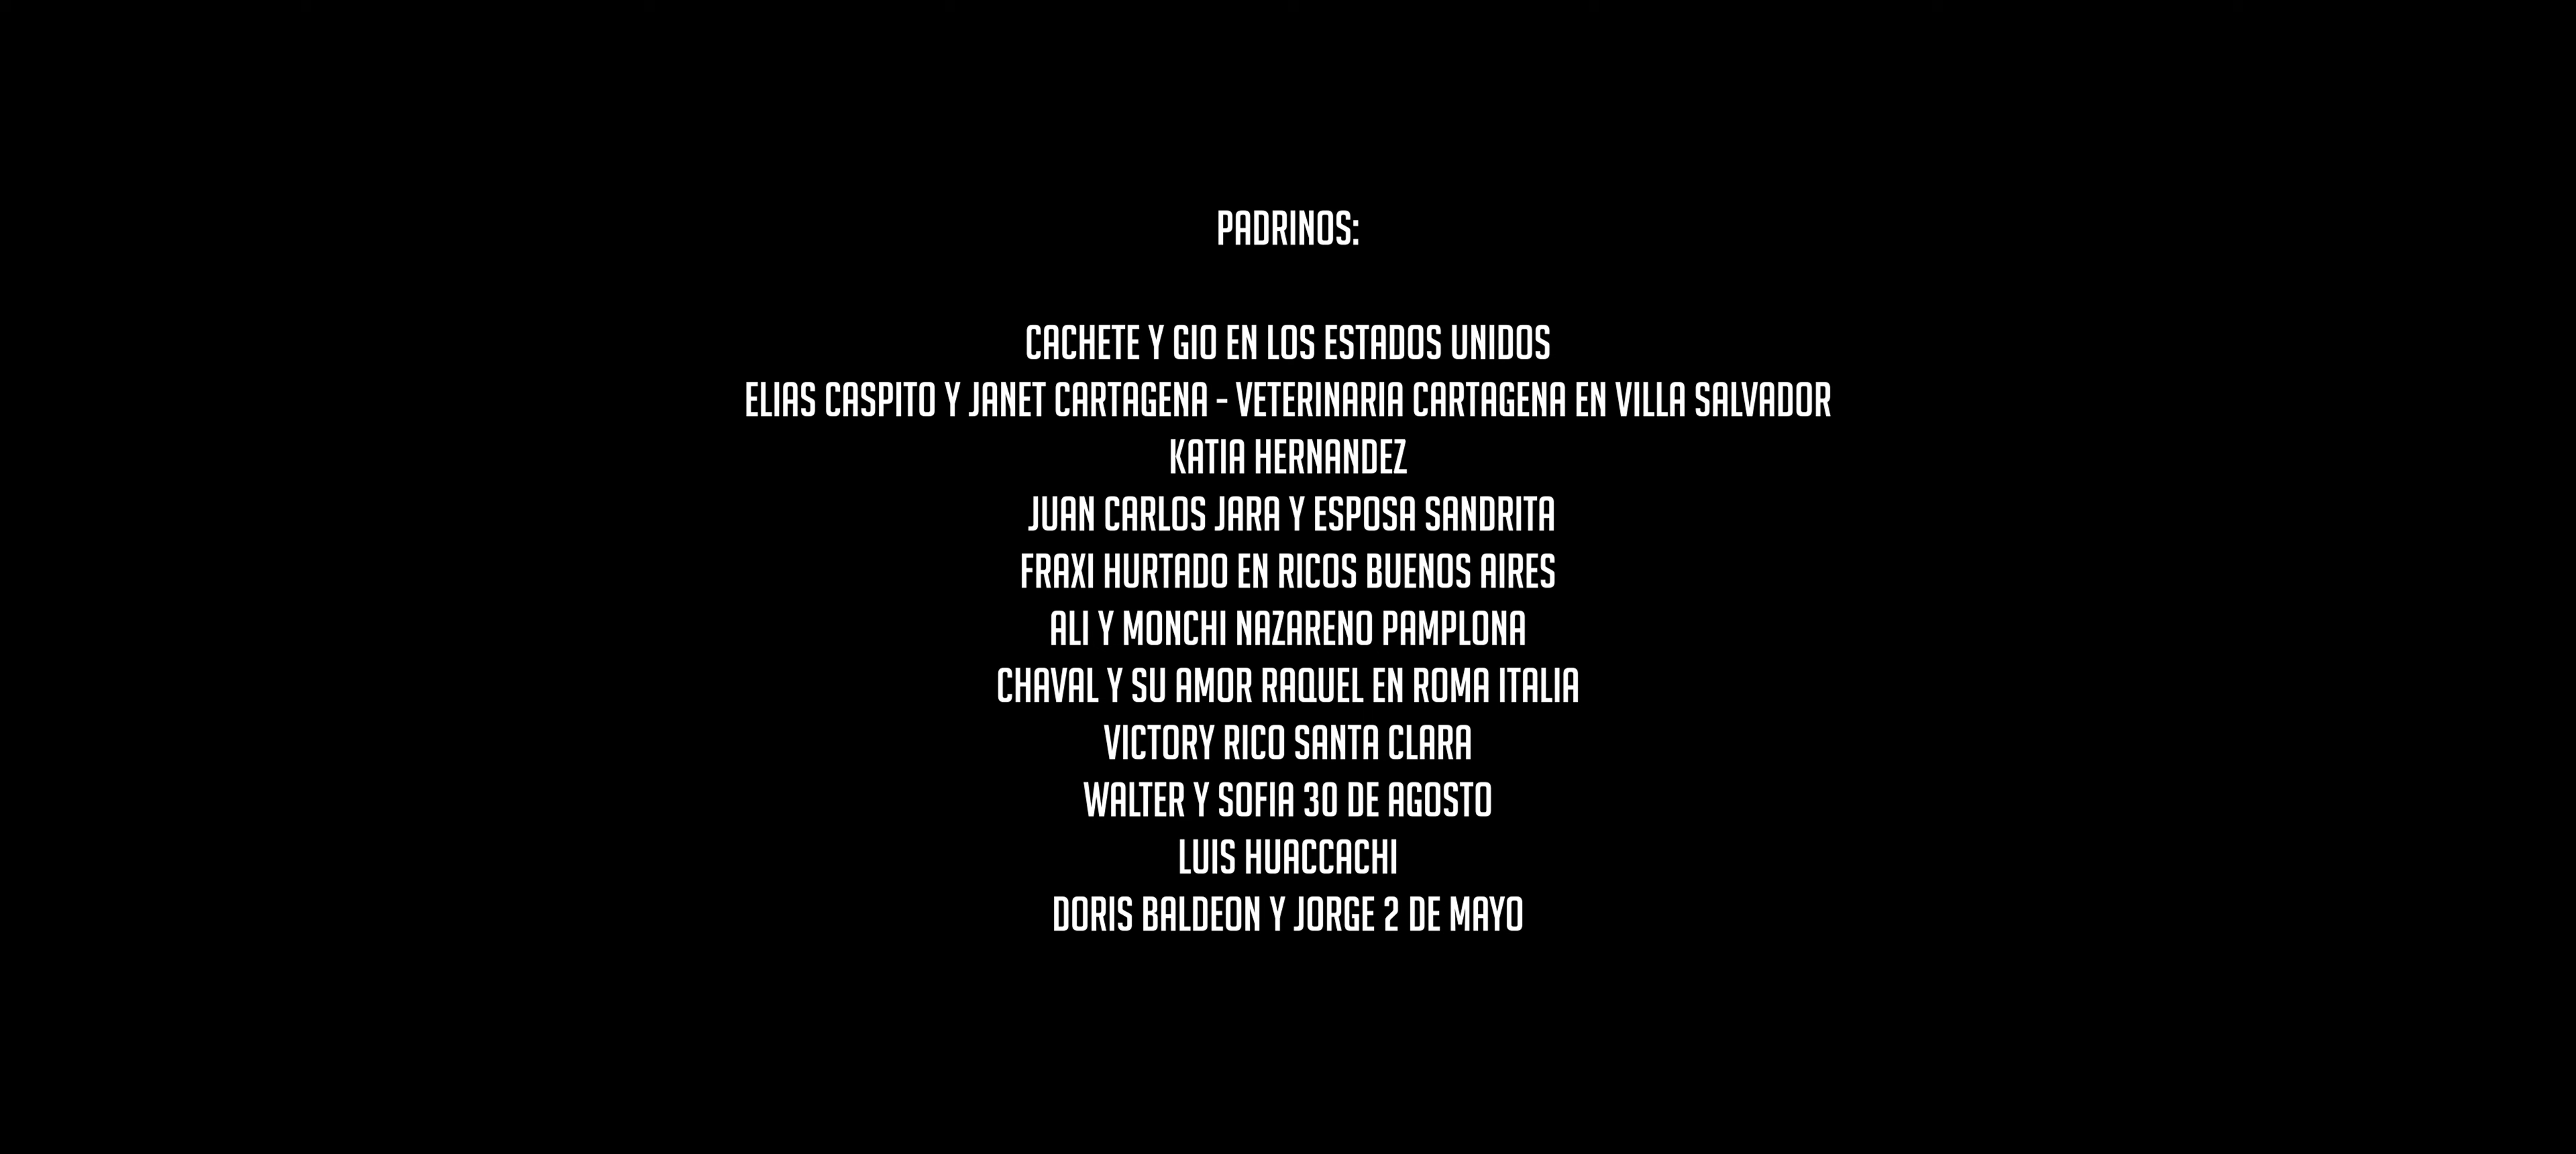 PADRINOS:
CACHETE Y GIO EN LOS ESTADOS UNIDOS
ELIAS CASPITO Y JANET CARTAGENA - VETERINARIA CARTAGENA EN VILLA SALVADOR
KATIA HERNANDEZ
JUAN CARLOS JARA Y ESPOSA SANDRITA
FRAXI HURTADO EN RICOS BUENOS AIRES
ALI Y MONCHI NAZARENO PAMPLONA
CHAVAL Y SU AMOR RAQUEL EN ROMA ITALIA
VICTORY RICO SANTA CLARA
WALTER Y SOFIA 30 DE AGOSTO
LUIS HUACCACHI
DORIS BALDEON Y JORGE 2 DE MAYO